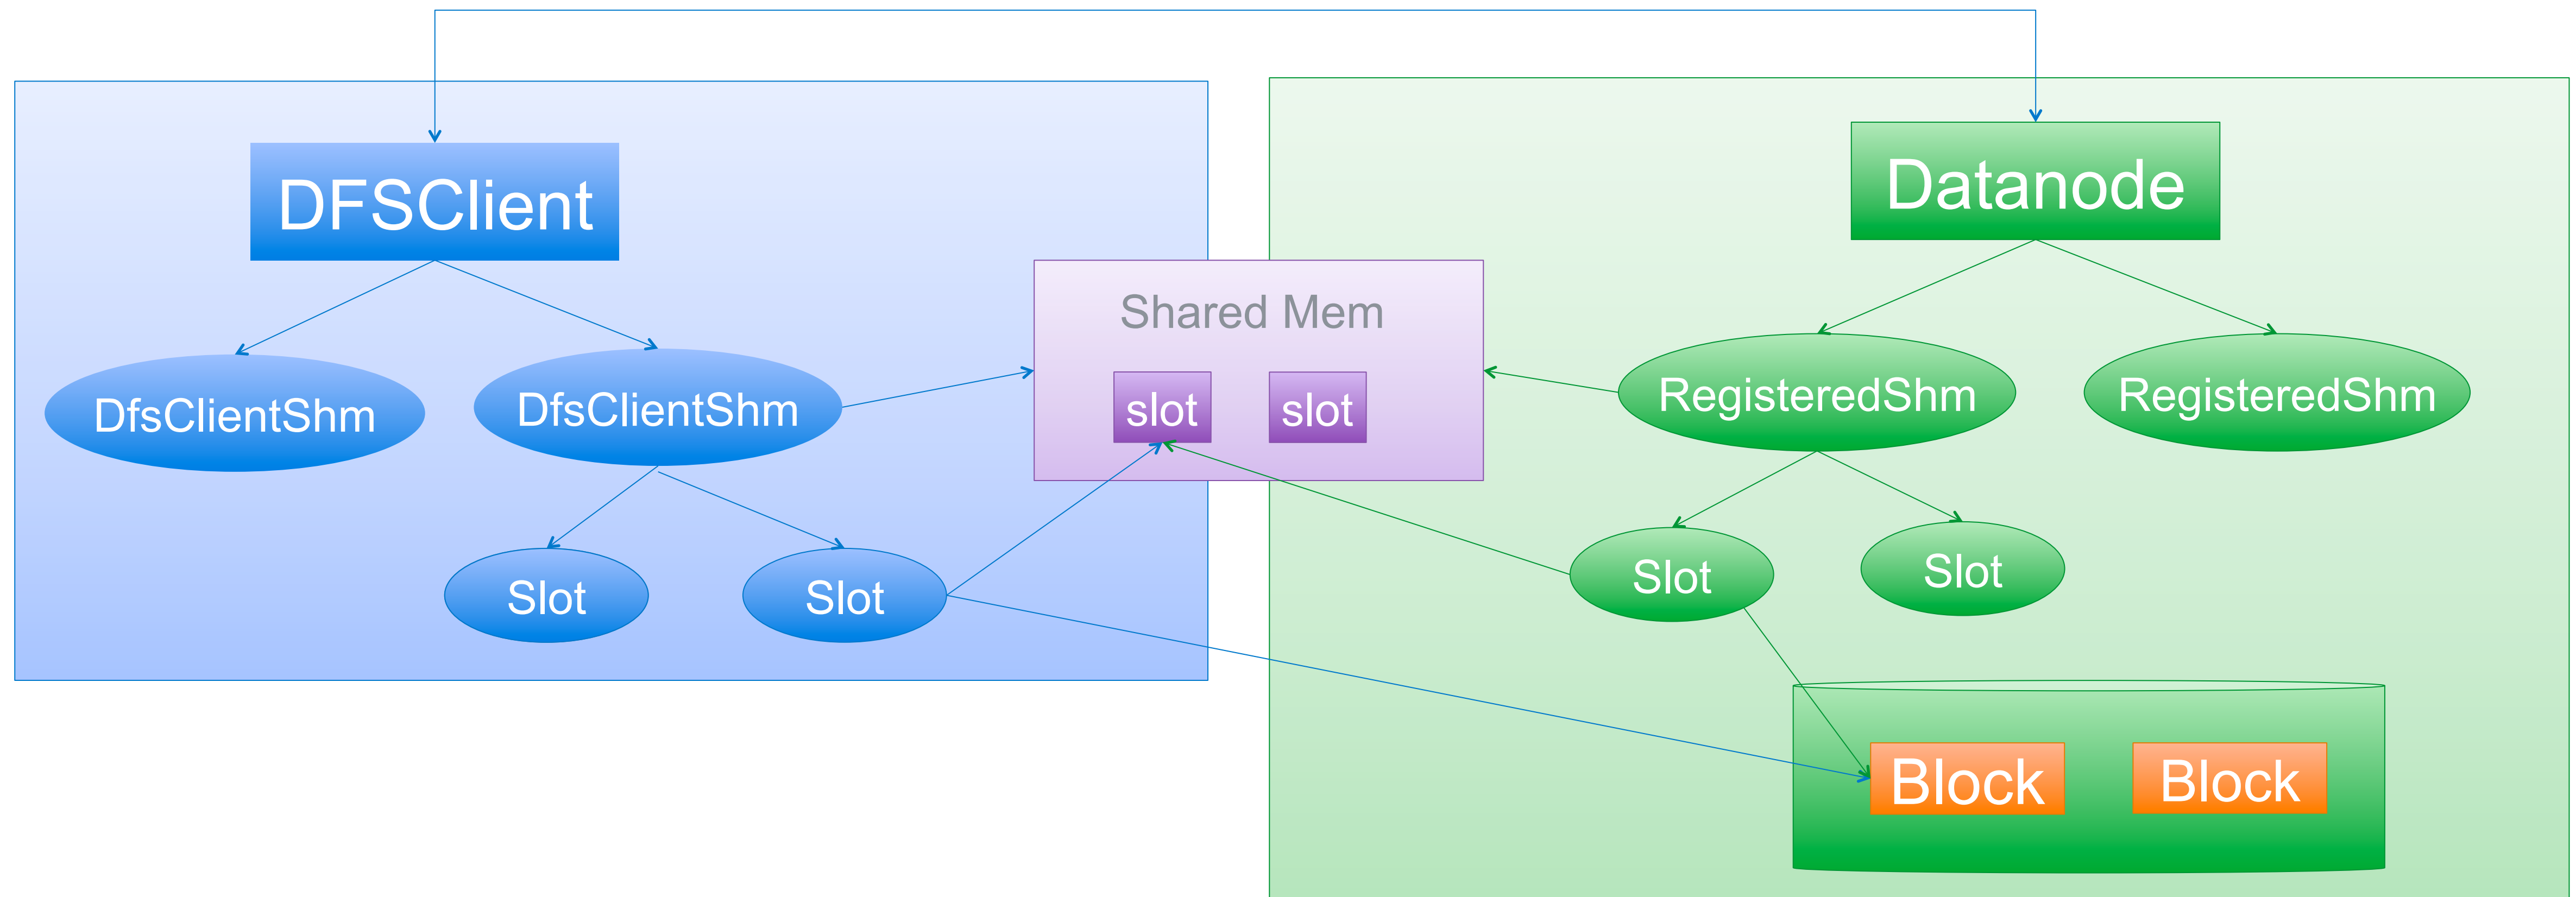 DFSClient
Datanode
Shared Mem
DfsClientShm
DfsClientShm
slot
slot
RegisteredShm
RegisteredShm
Slot
Slot
Slot
Slot
Block
Block